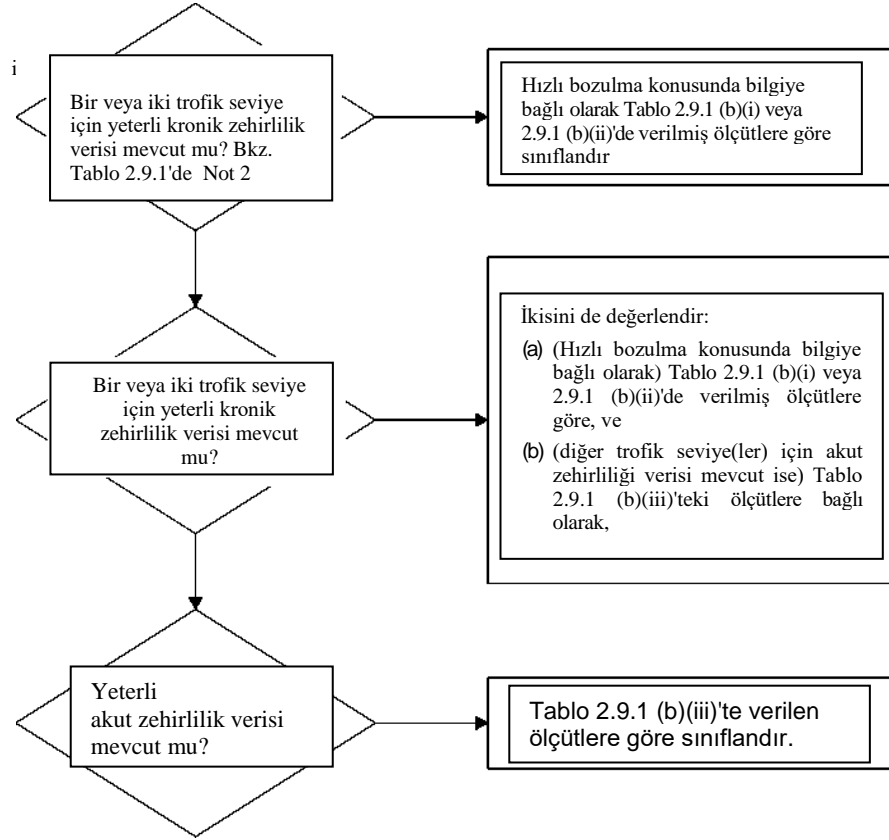 i
Bir veya iki trofik seviye
için yeterli kronik zehirlilik
verisi mevcut mu? Bkz.
Tablo 2.9.1'de Not 2
Hızlı bozulma konusunda bilgiye
bağlı olarak Tablo 2.9.1 (b)(i) veya
2.9.1 (b)(ii)'de verilmiş ölçütlere göre
sınıflandır
Bir veya iki trofik seviye
için yeterli kronik
zehirlilik verisi mevcut
mu?
İkisini de değerlendir:
(a) (Hızlı bozulma konusunda bilgiye
bağlı olarak) Tablo 2.9.1 (b)(i) veya
2.9.1 (b)(ii)'de verilmiş ölçütlere
göre, ve
(b) (diğer trofik seviye(ler) için akut
zehirliliği verisi mevcut ise) Tablo
2.9.1 (b)(iii)'teki ölçütlere bağlı
olarak,
Yeterli
akut zehirlilik verisi
mevcut mu?
Tablo 2.9.1 (b)(iii)'te verilen
ölçütlere göre sınıflandır.